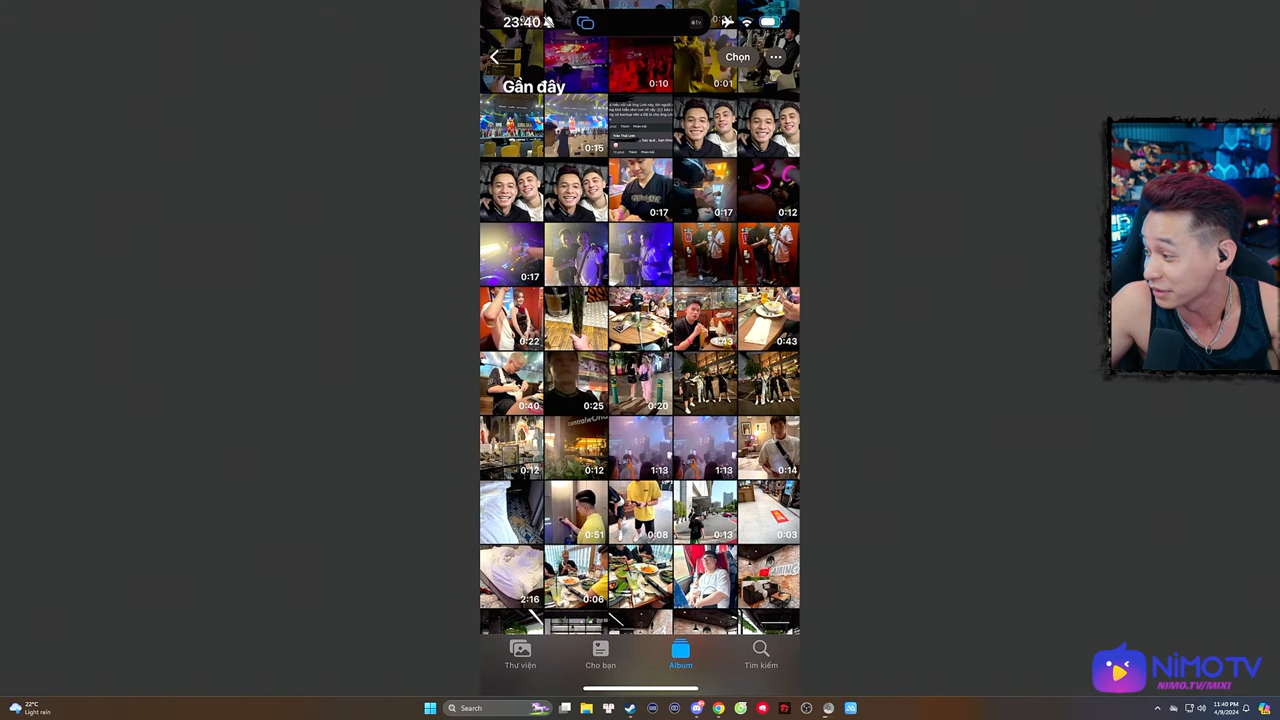 23:40
Chọn
Gần đây
0:10
0:01
0:15
0:17
0:17
0:12
0:17
0:22
0:43
0:40
0:25
0:20
0:12
0:12
1:13
1:13
0:14
0:51
0:08
0:13
0:03
2:16
0:06
Thư viện
Cho bạn
Album
Tìm kiếm
NIMOTV
NIMO.TV/MIXI
22°C
Light rain
Search
11:40 PM
4/9/2024